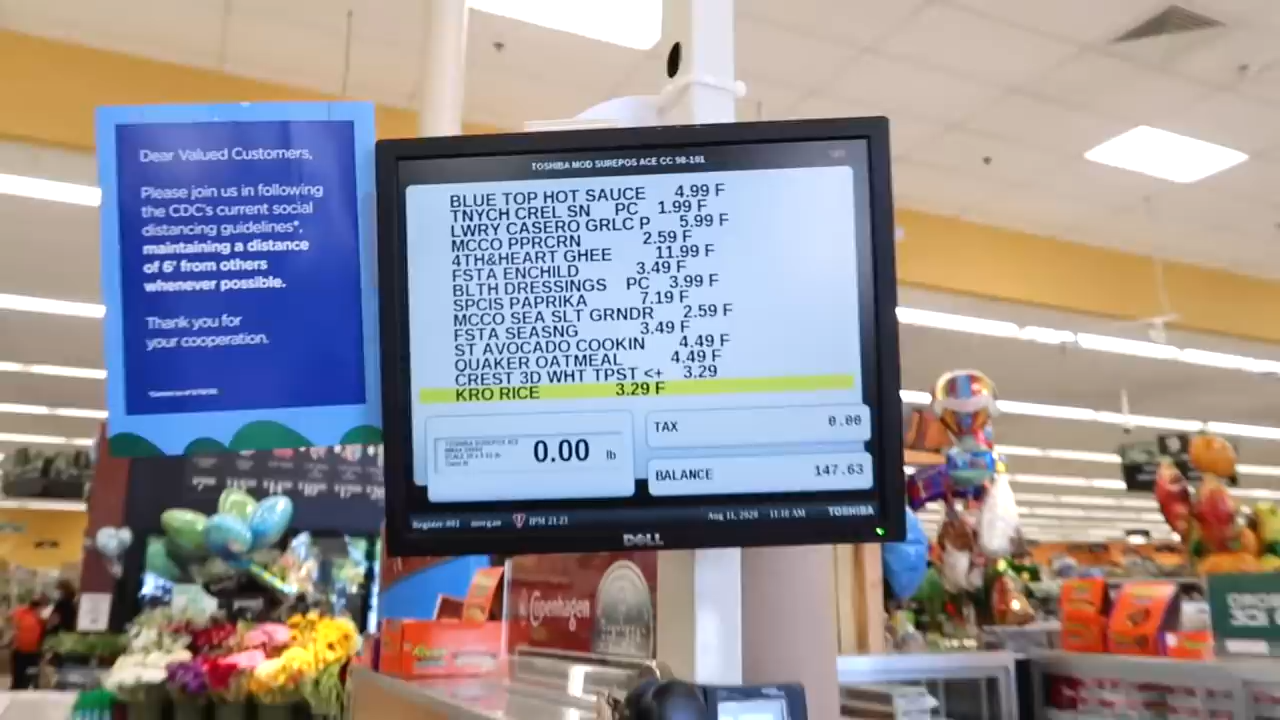 Dear Valued Customers,
Please join us in following
the CDC's current social
distancing guidelines*,
maintaining a distance
of 6' from others
whenever possible.
Thank you for
your cooperation.
TOSHIBA MOD SUREPOS ACE CC 90-101
BLUE TOP HOT SAUCE 4.99 F
TNYCH CREL SN PC 1.99 F
LWRY CASERO GRLC P 5.99 F
MCCO PPRCRN 2.59 F
4TH&HEART GHEE 11.99 F
FSTA ENCHILD 3.49 F
BLTH DRESSINGS PC 3.99 F
SPCIS PAPRIKA 7.19 F
MCCO SEA SLT GRNDR 2.59 F
FSTA SEASNG 3.49 F
ST AVOCADO COOKIN 4.49 F
QUAKER OATMEAL 4.49 F
CREST 3D WHT TPST <+ 3.29
KRO RICE 3.29 F
0.00 lb
TAX 0.00
BALANCE 147.63
Register:001 morgan Aug 11, 2020 11:18 AM TOSHIBA
DELL
Copenhagen